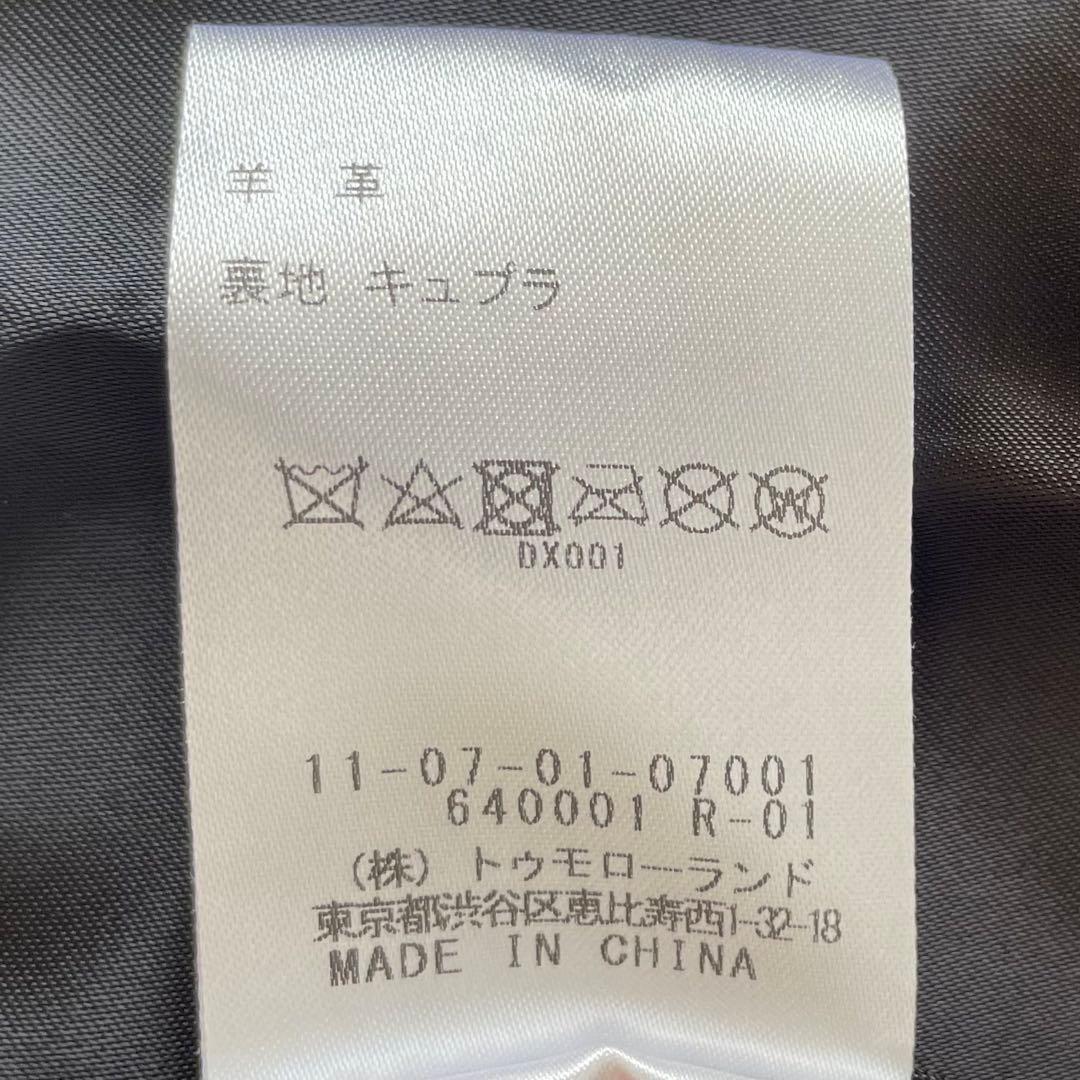 羊 革
裏地 キュプラ
DX001
11-07-01-07001
640001 R-01
(株) トゥモローランド
東京都渋谷区恵比寿西1-32-18
MADE IN CHINA